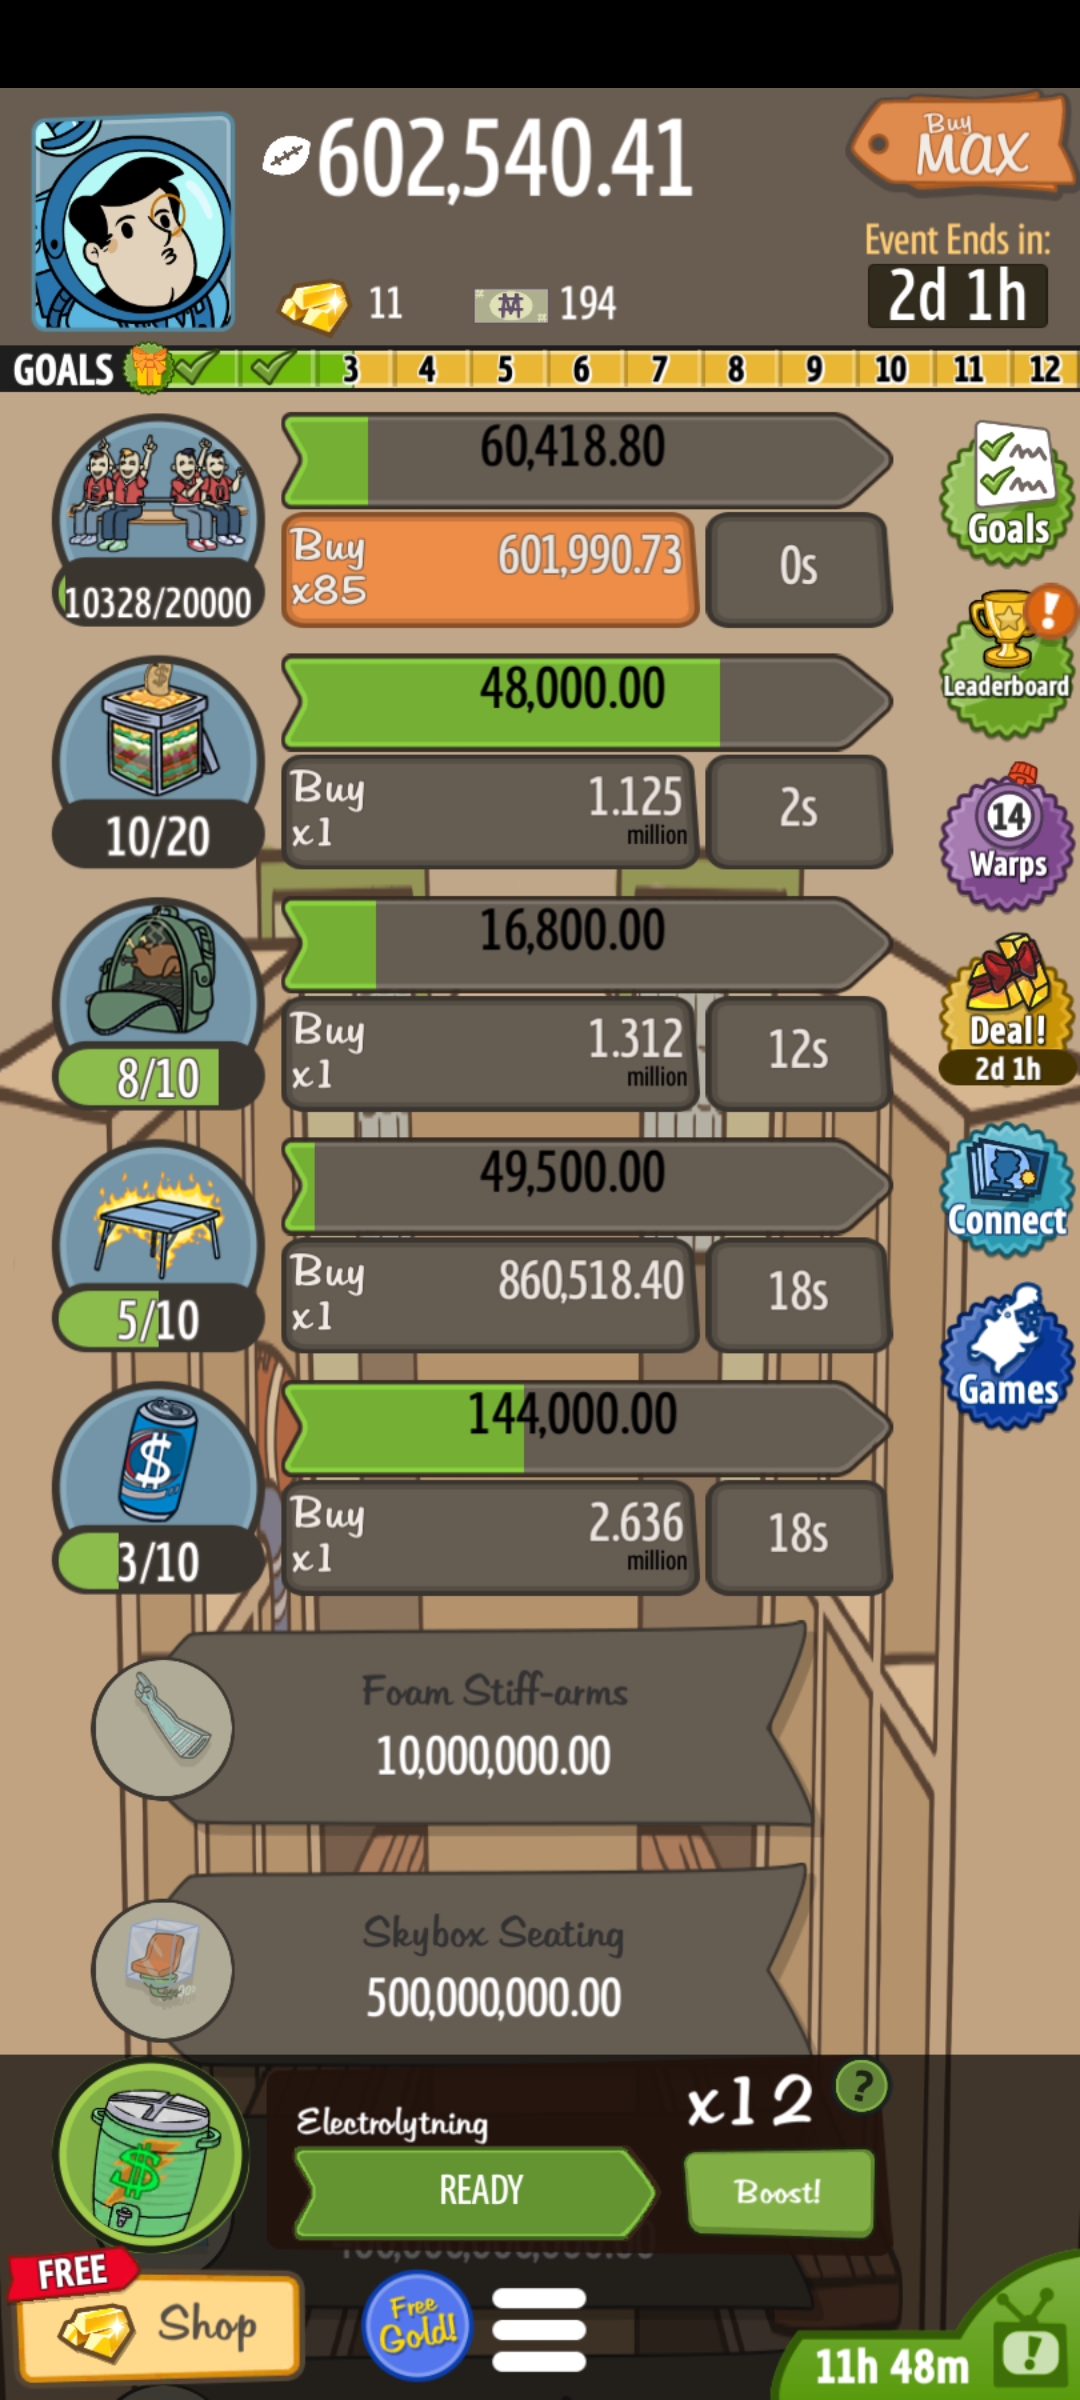 602,540.41
Buy
MAX
Event Ends in:
2d 1h
11
194
GOALS 3 4 5 6 7 8 9 10 11 12
60,418.80
Buy
x85
601,990.73
0s
10328/20000
Goals
48,000.00
Buy
x1
1.125
million
2s
10/20
Leaderboard
16,800.00
Buy
x1
1.312
million
12s
8/10
14
Warps
49,500.00
Buy
x1
860,518.40
18s
5/10
Deal!
2d 1h
144,000.00
Buy
x1
2.636
million
18s
3/10
Connect
Games
Foam Stiff-arms
10,000,000.00
Skybox Seating
500,000,000.00
Electrolytning
x12
?
READY
Boost!
FREE
Shop
Free
Gold!
11h 48m